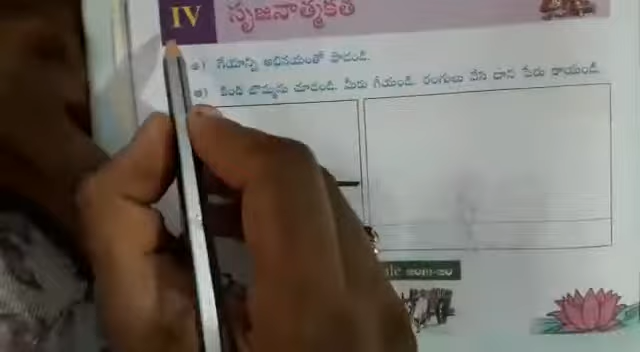 IV
సృజనాత్మకత
అ) గేయాన్ని అభినయంతో పాడండి.
ఆ) కింది బొమ్మను చూడండి. మీరు గీయండి. రంగులు వేసి దాని పేరు రాయండి.